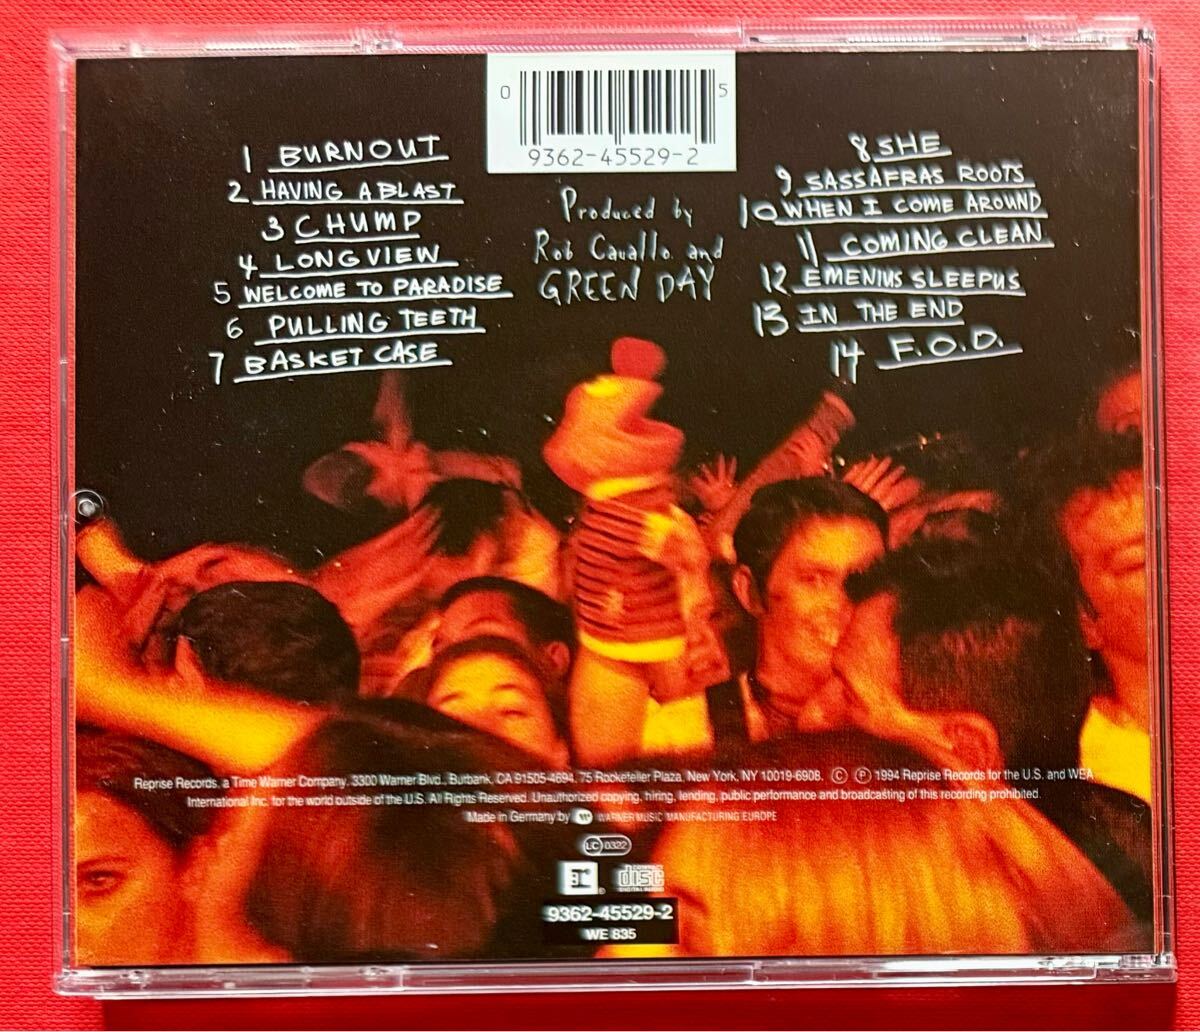 0 5
9362-45529-2
1 BURNOUT
2 HAVING A BLAST
3 CHUMP
4 LONGVIEW
5 WELCOME TO PARADISE
6 PULLING TEETH
7 BASKET CASE
Produced by
Rob Cavallo and
GREEN DAY
8 SHE
9 SASSAFRAS ROOTS
10 WHEN I COME AROUND
11 COMING CLEAN
12 EMENIUS SLEEPUS
13 IN THE END
14 F.O.D.
Reprise Records, a Time Warner Company, 3300 Warner Blvd., Burbank, CA 91505-4694, 75 Rockefeller Plaza, New York, NY 10019-6908. © ℗ 1994 Reprise Records for the U.S. and WEA
International Inc. for the world outside of the U.S. All Rights Reserved. Unauthorized copying, hiring, lending, public performance and broadcasting of this recording prohibited.
Made in Germany by WARNER MUSIC MANUFACTURING EUROPE
LC 0322
R ® COMPACT disc DIGITAL AUDIO
9362-45529-2
WE 835